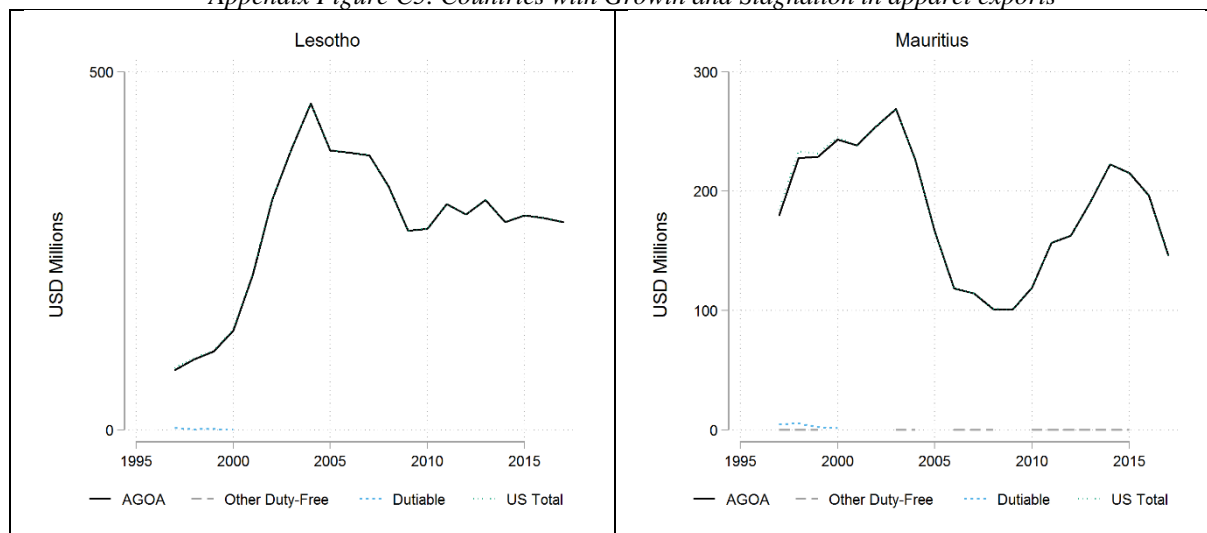 Appendix Figure C3: Countries with Growth and Stagnation in apparel exports
Lesotho
500
0
USD Millions
1995 2000 2005 2010 2015
AGOA Other Duty-Free Dutiable US Total
Mauritius
300
200
100
0
USD Millions
1995 2000 2005 2010 2015
AGOA Other Duty-Free Dutiable US Total